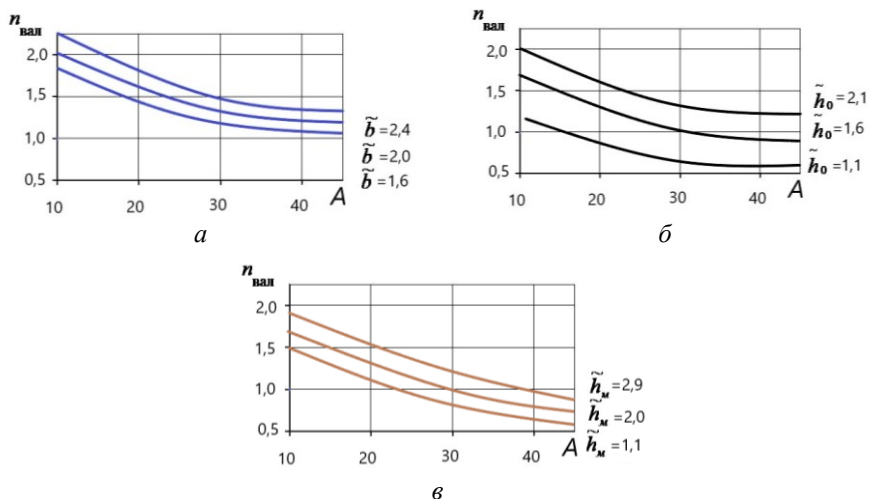 n вал
2,0
1,5
1,0
0,5
10 20 30 40 A
b̃ =2,4
b̃ =2,0
b̃ =1,6
а
n вал
2,0
1,5
1,0
0,5
10 20 30 40 A
h̃₀ =2,1
h̃₀ =1,6
h̃₀ =1,1
б
n вал
2,0
1,5
1,0
0,5
10 20 30 40 A
h̃м =2,9
h̃м =2,0
h̃м =1,1
в